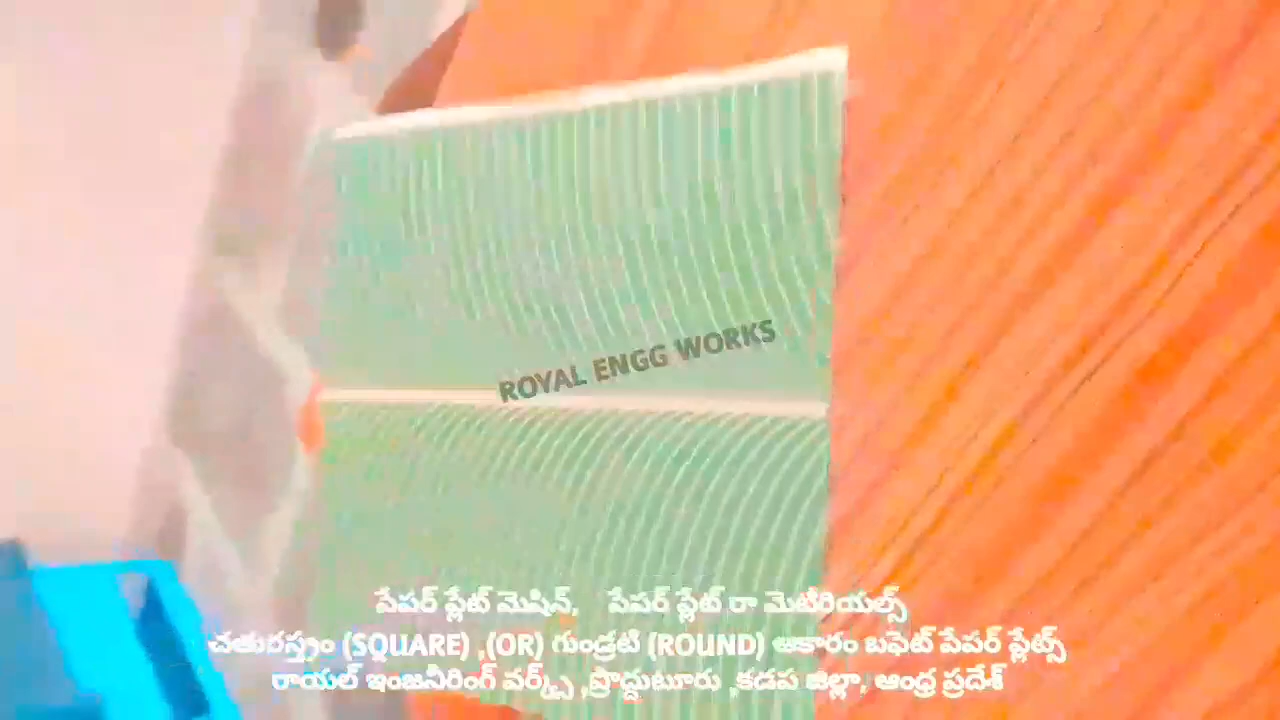 ROYAL ENGG WORKS
పేపర్ ప్లేట్ మెషిన్, పేపర్ ప్లేట్ రా మెటీరియల్స్
చతురస్త్రం (SQUARE) ,(OR) గుండ్రటి (ROUND) ఆకారం బఫెట్ పేపర్ ప్లేట్స్
రాయల్ ఇంజనీరింగ్ వర్క్స్ ,ప్రొద్దుటూరు ,కడప జిల్లా, ఆంధ్ర ప్రదేశ్